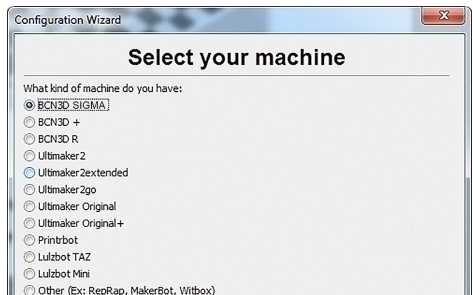 Configuration Wizard
Select your machine
What kind of machine do you have:
BCN3D SIGMA
BCN3D +
BCN3D R
Ultimaker2
Ultimaker2extended
Ultimaker2go
Ultimaker Original
Ultimaker Original+
Printrbot
Lulzbot TAZ
Lulzbot Mini
Other (Ex: RepRap, MakerBot, Witbox)